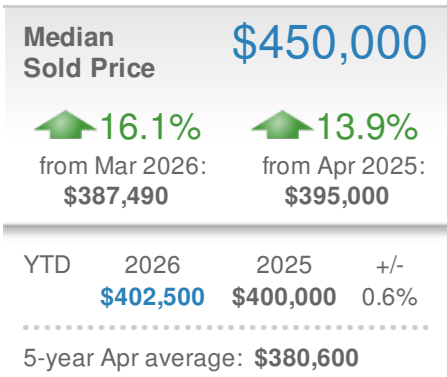 Median
Sold Price
$450,000
16.1% 13.9%
from Mar 2026: from Apr 2025:
$387,490 $395,000
YTD 2026 2025 +/-
$402,500 $400,000 0.6%
5-year Apr average: $380,600